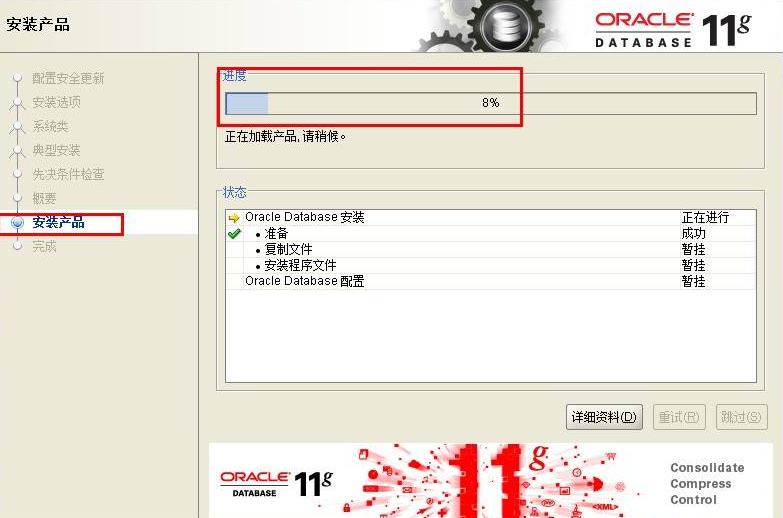 安装产品
ORACLE
DATABASE 11g
配置安全更新
安装选项
系统类
典型安装
先决条件检查
概要
安装产品
完成
进度
8%
正在加载产品,请稍候。
状态
Oracle Database 安装 正在进行
• 准备 成功
• 复制文件 暂挂
• 安装程序文件 暂挂
Oracle Database 配置 暂挂
详细资料(D) 重试(R) 跳过(S)
ORACLE
DATABASE 11g
11g
<XML>
Consolidate
Compress
Control